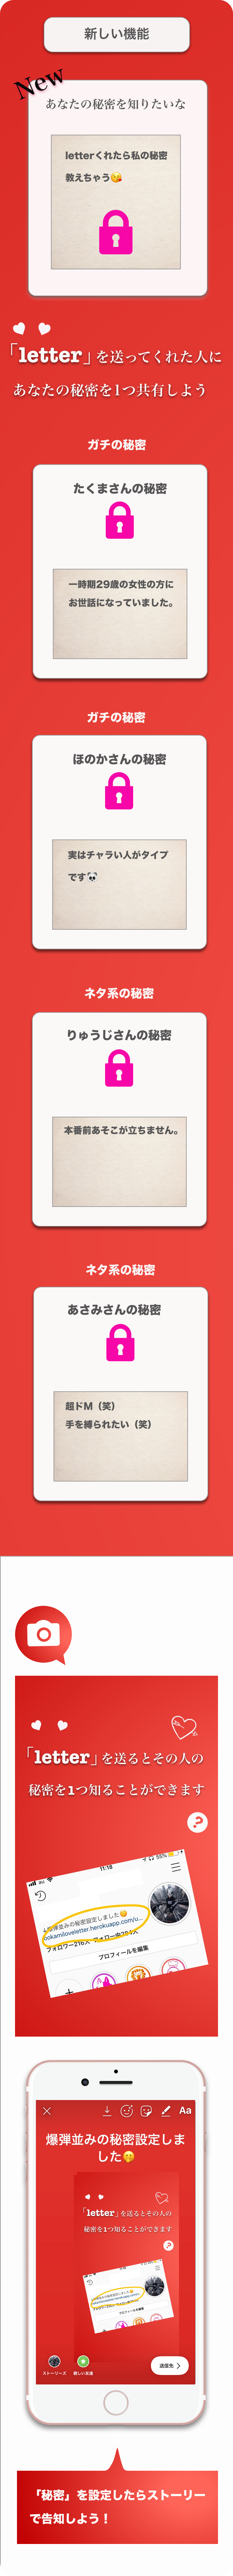 新しい機能
New
あなたの秘密を知りたいな
letterくれたら私の秘密
教えちゃう😘
「letter」を送ってくれた人に
あなたの秘密を1つ共有しよう
ガチの秘密
たくまさんの秘密
一時期29歳の女性の方に
お世話になっていました。
ガチの秘密
ほのかさんの秘密
実はチャラい人がタイプ
です🐼
ネタ系の秘密
りゅうじさんの秘密
本番前あそこが立ちません。
ネタ系の秘密
あさみさんの秘密
超ドM（笑）
手を縛られたい（笑）
「letter」を送るとその人の
秘密を1つ知ることができます
?
11:18
55%
爆弾並みの秘密設定しました
ookamiloveletter.herokuapp.com/u...
プロフィールを編集
Aa
爆弾並みの秘密設定しま
した🤭
「letter」を送るとその人の
秘密を1つ知ることができます
?
プロフィールを編集
ストーリーズ
親しい友達
送信先 >
『秘密』を設定したらストーリー
で告知しよう！